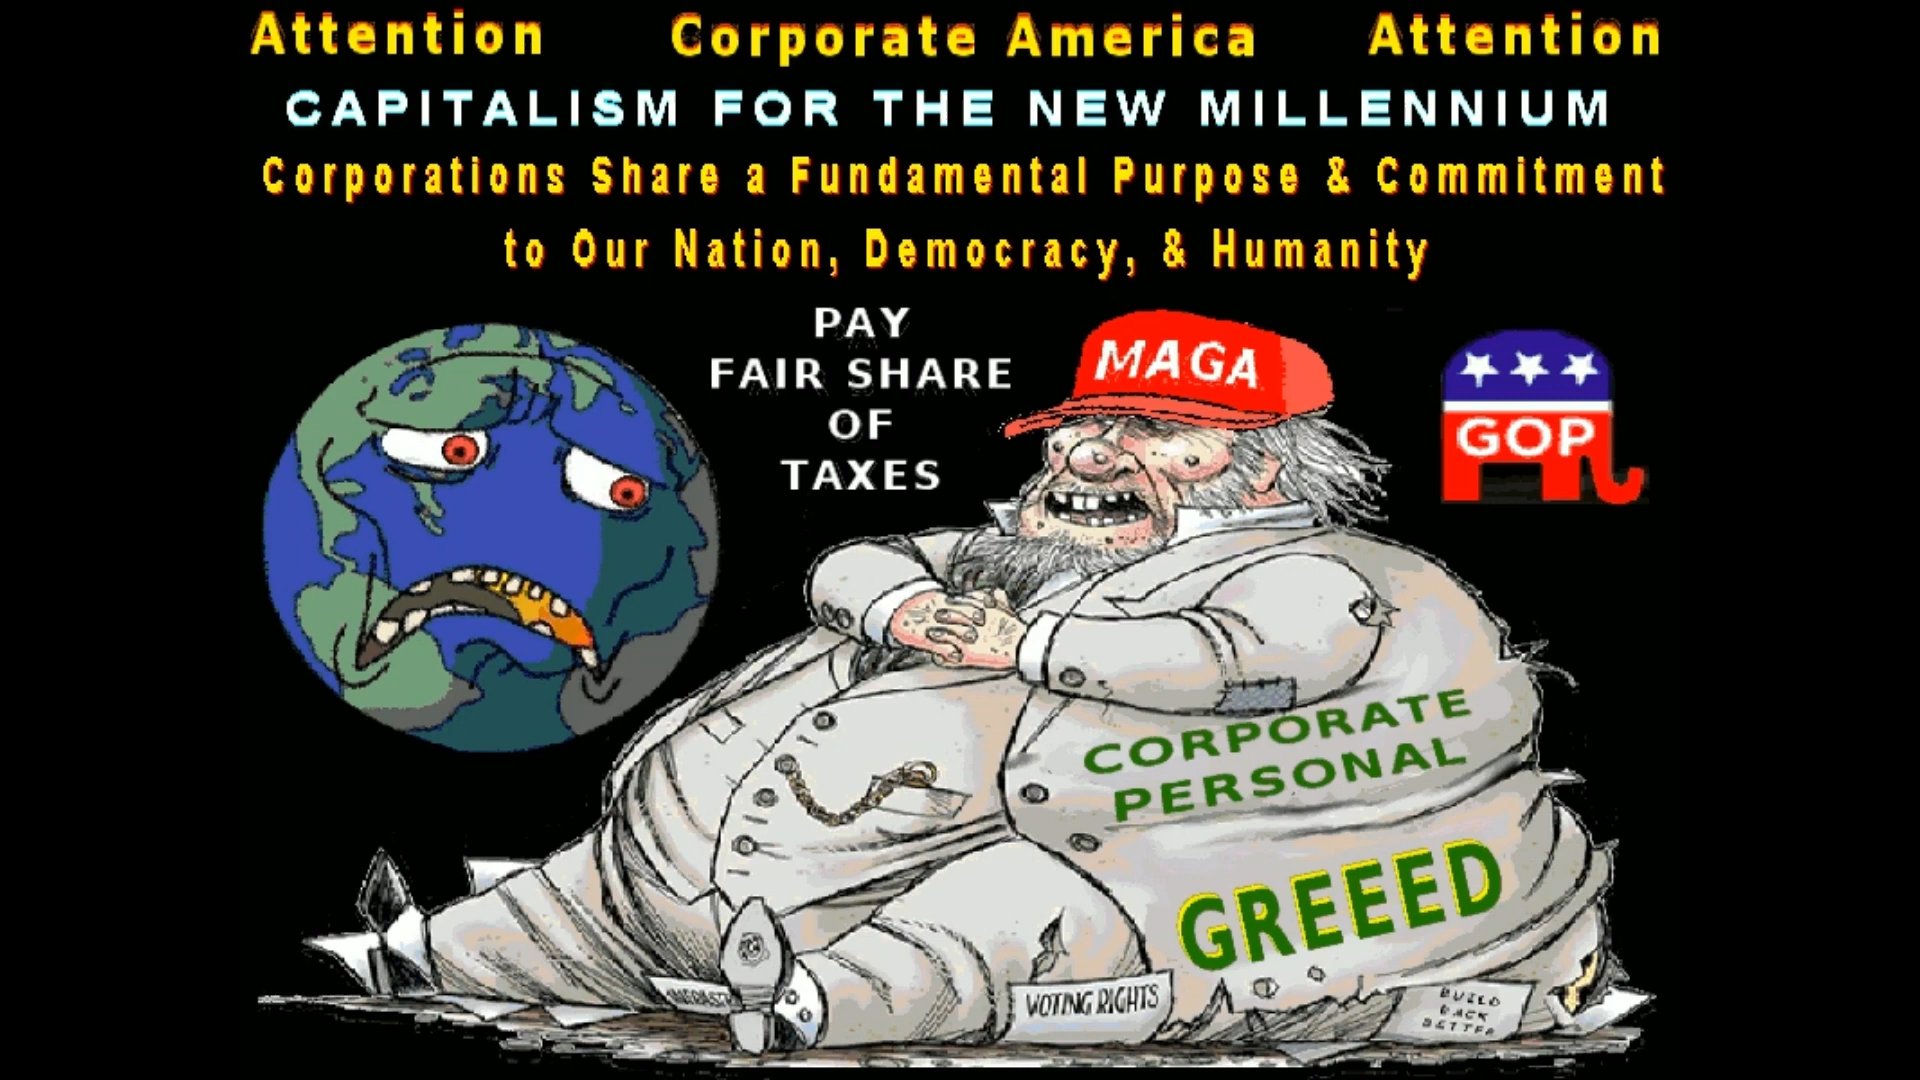 Attention Corporate America Attention
CAPITALISM FOR THE NEW MILLENNIUM
Corporations Share a Fundamental Purpose & Commitment
to Our Nation, Democracy, & Humanity
PAY
FAIR SHARE
OF
TAXES
MAGA
GOP
CORPORATE
PERSONAL
GREEED
VOTING RIGHTS
BUILD
BACK
BETTER